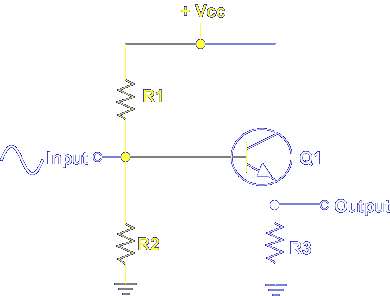 + Vcc
R1
Input
Q1
Output
R2
R3